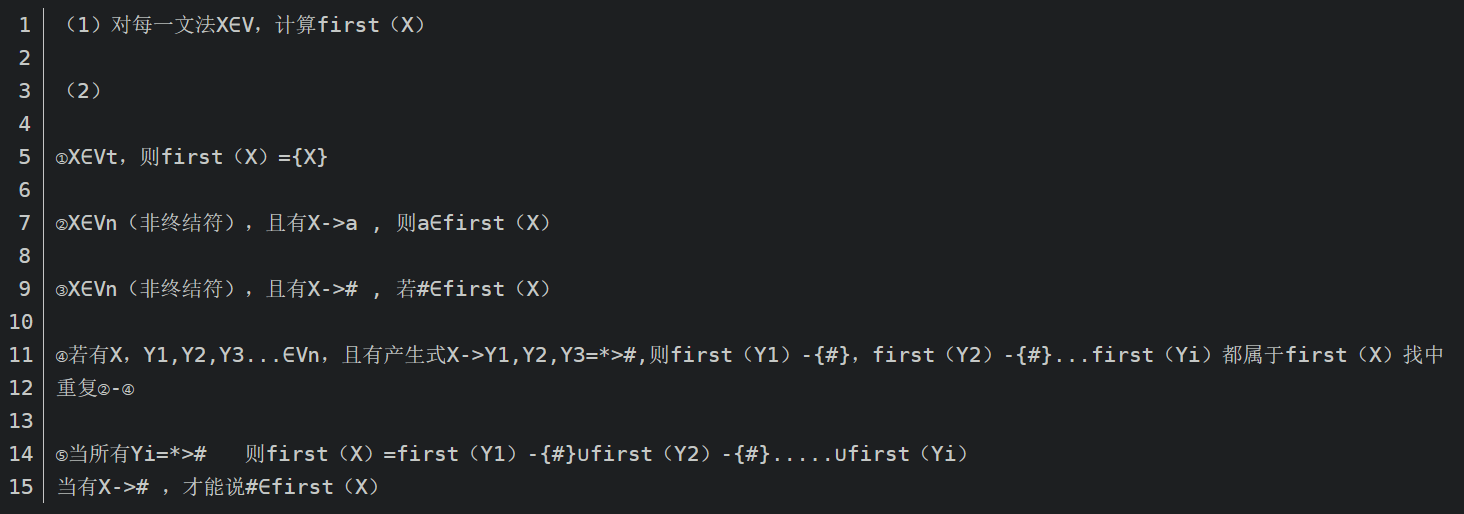 1 （1）对每一文法X∈V，计算first（X）
2
3 （2）
4
5 ①X∈Vt，则first（X）={X}
6
7 ②X∈Vn（非终结符），且有X->a , 则a∈first（X）
8
9 ③X∈Vn（非终结符），且有X-># , 若#∈first（X）
10
11 ④若有X，Y1,Y2,Y3...∈Vn，且有产生式X->Y1,Y2,Y3=*>#,则first（Y1）-{#}，first（Y2）-{#}...first（Yi）都属于first（X）找中
12 重复②-④
13
14 ⑤当所有Yi=*># 则first（X）=first（Y1）-{#}∪first（Y2）-{#}.....∪first（Yi）
15 当有X-># ，才能说#∈first（X）